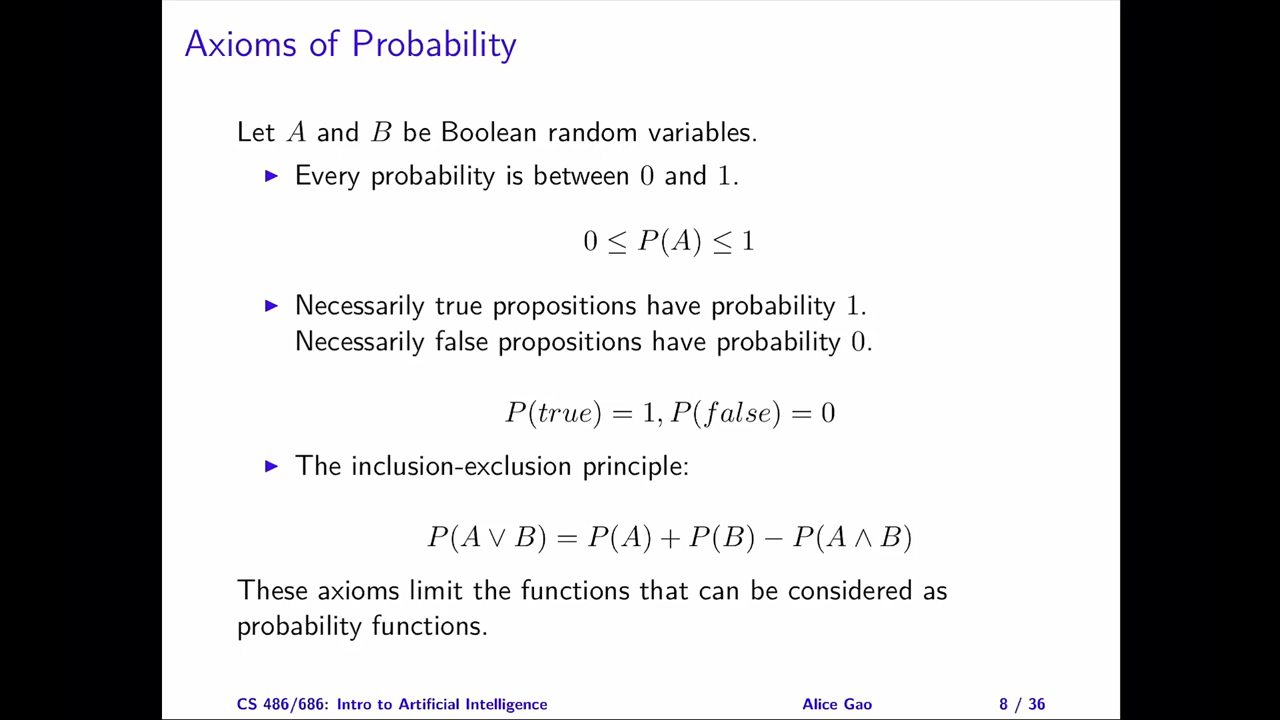 Axioms of Probability
Let A and B be Boolean random variables.
▶ Every probability is between 0 and 1.
0 ≤ P(A) ≤ 1
▶ Necessarily true propositions have probability 1.
Necessarily false propositions have probability 0.
P(true) = 1, P(false) = 0
▶ The inclusion-exclusion principle:
P(A ∨ B) = P(A) + P(B) − P(A ∧ B)
These axioms limit the functions that can be considered as
probability functions.
CS 486/686: Intro to Artificial Intelligence Alice Gao 8 / 36